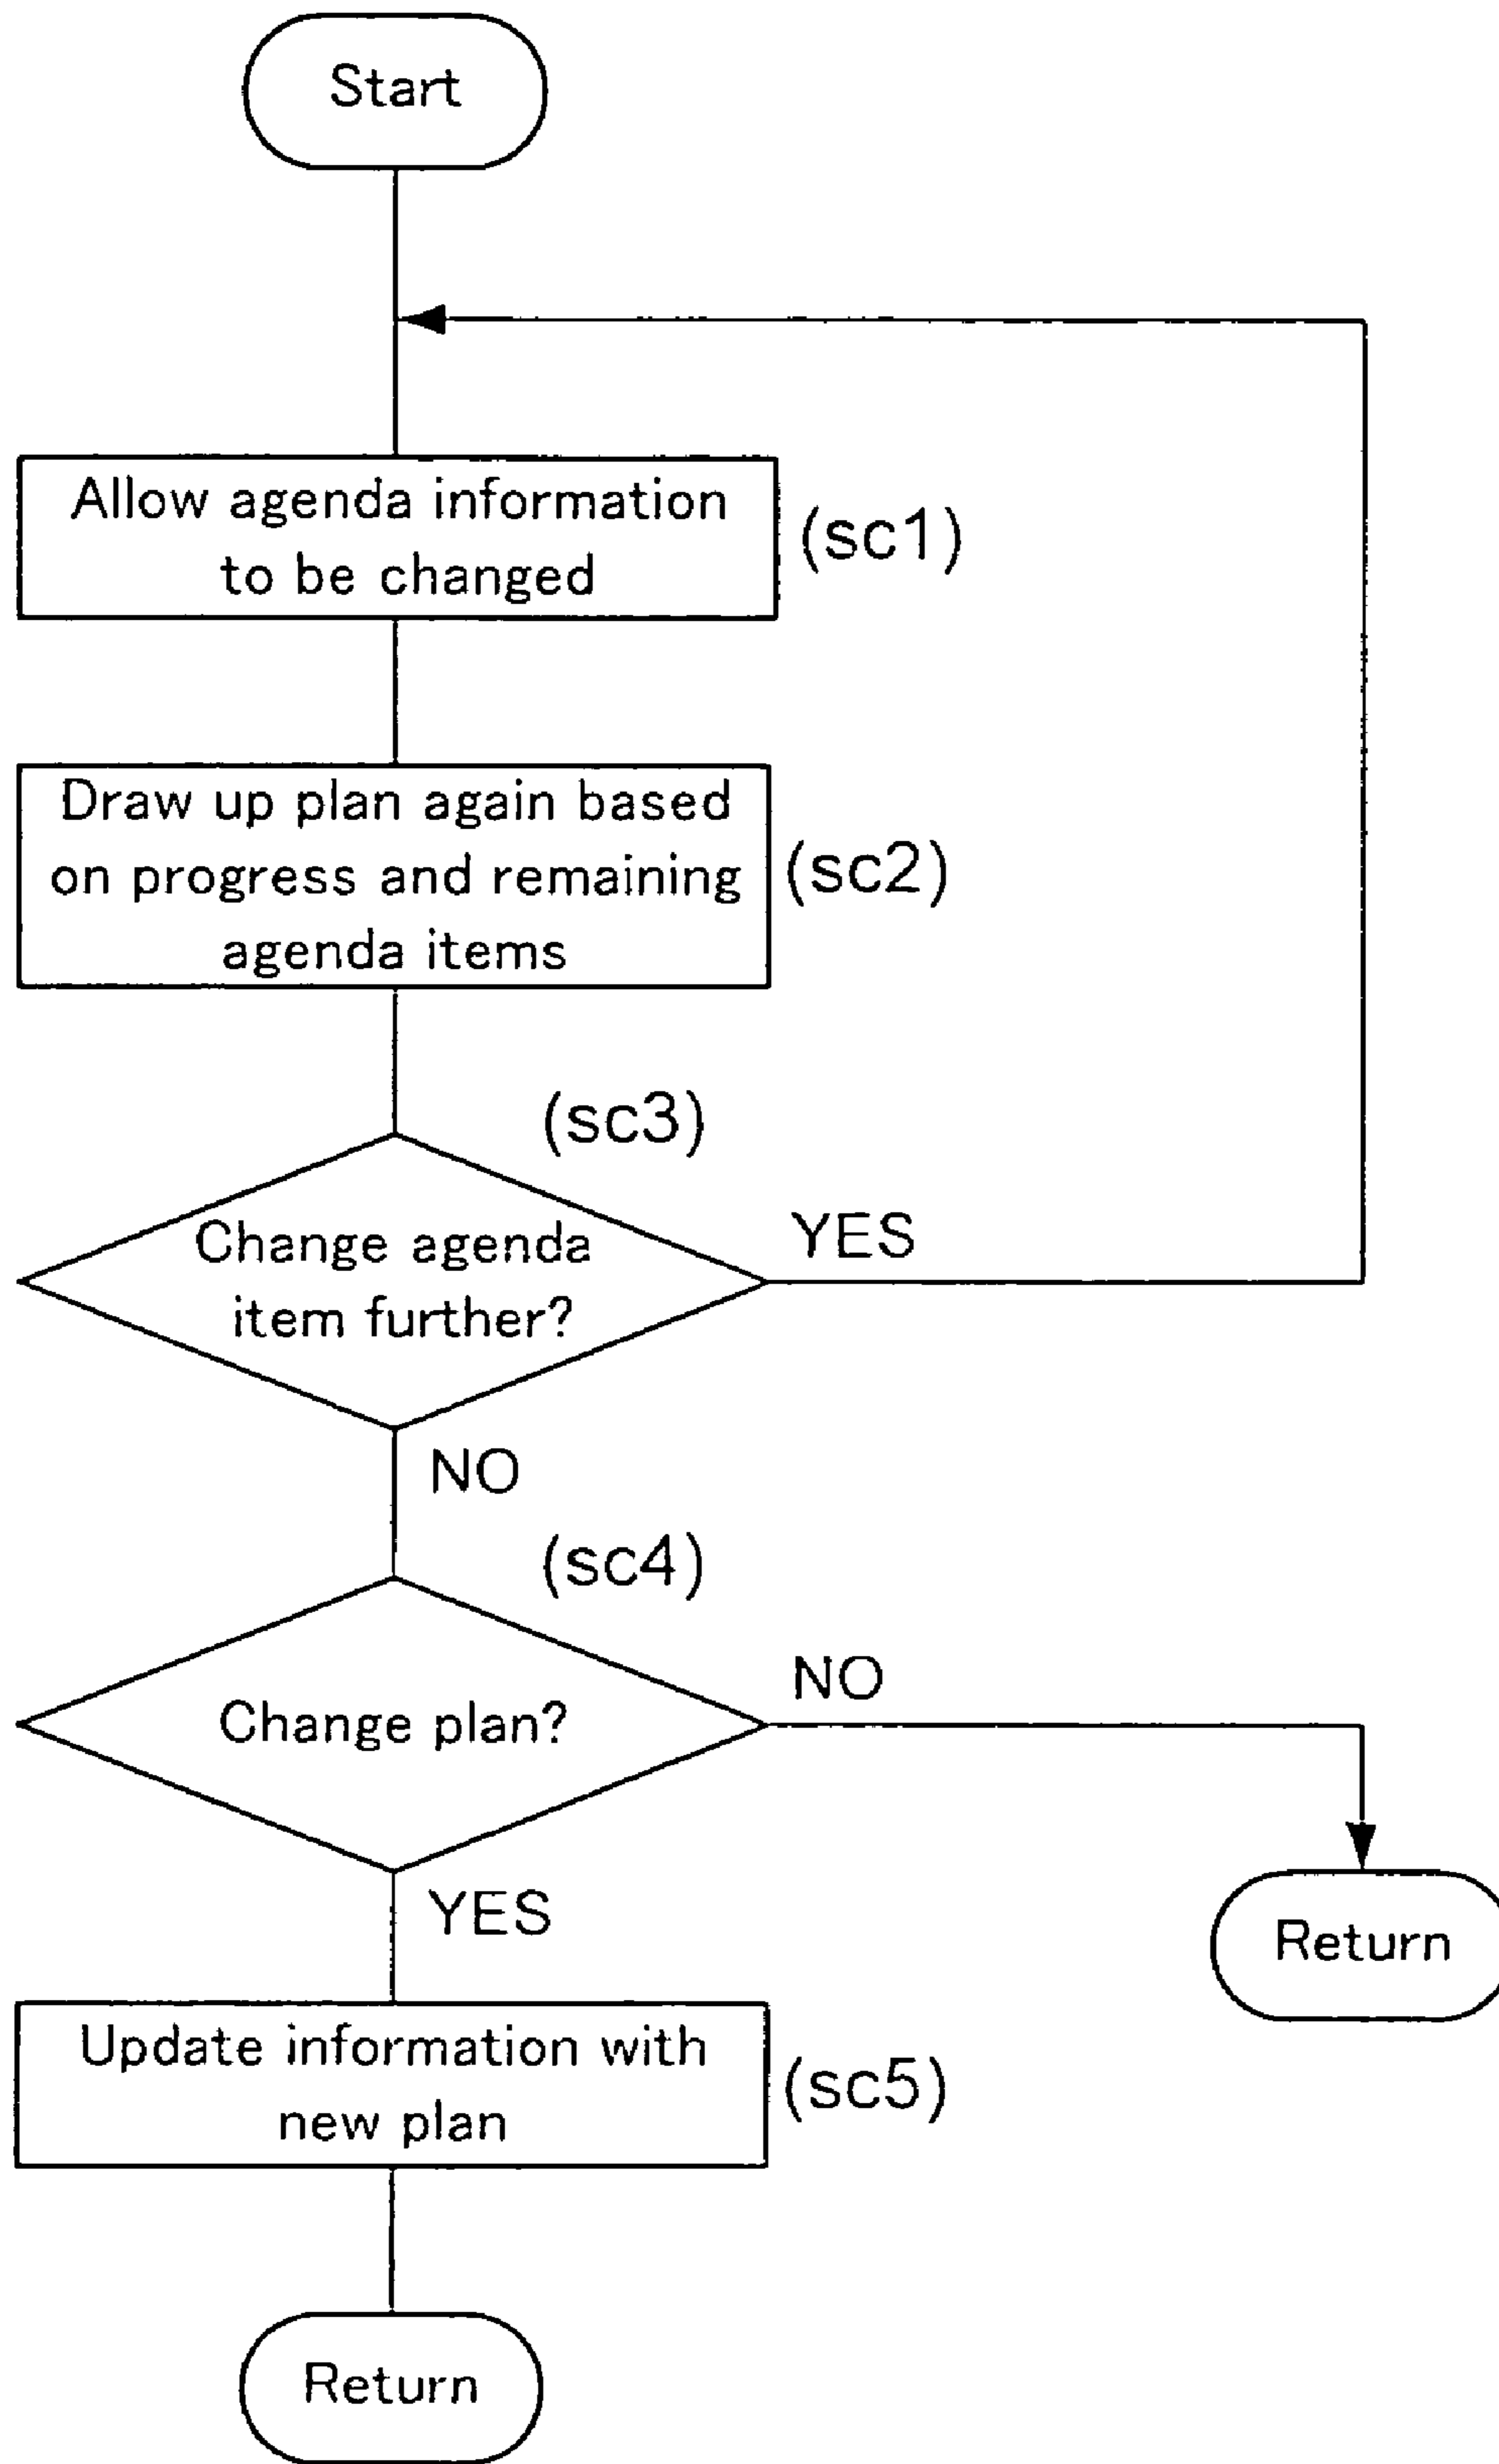 Start
Allow agenda information
to be changed
(sc1)
Draw up plan again based
on progress and remaining
agenda items
(sc2)
(sc3)
Change agenda
item further?
YES
NO
(sc4)
Change plan?
NO
YES
Return
Update information with
new plan
(sc5)
Return